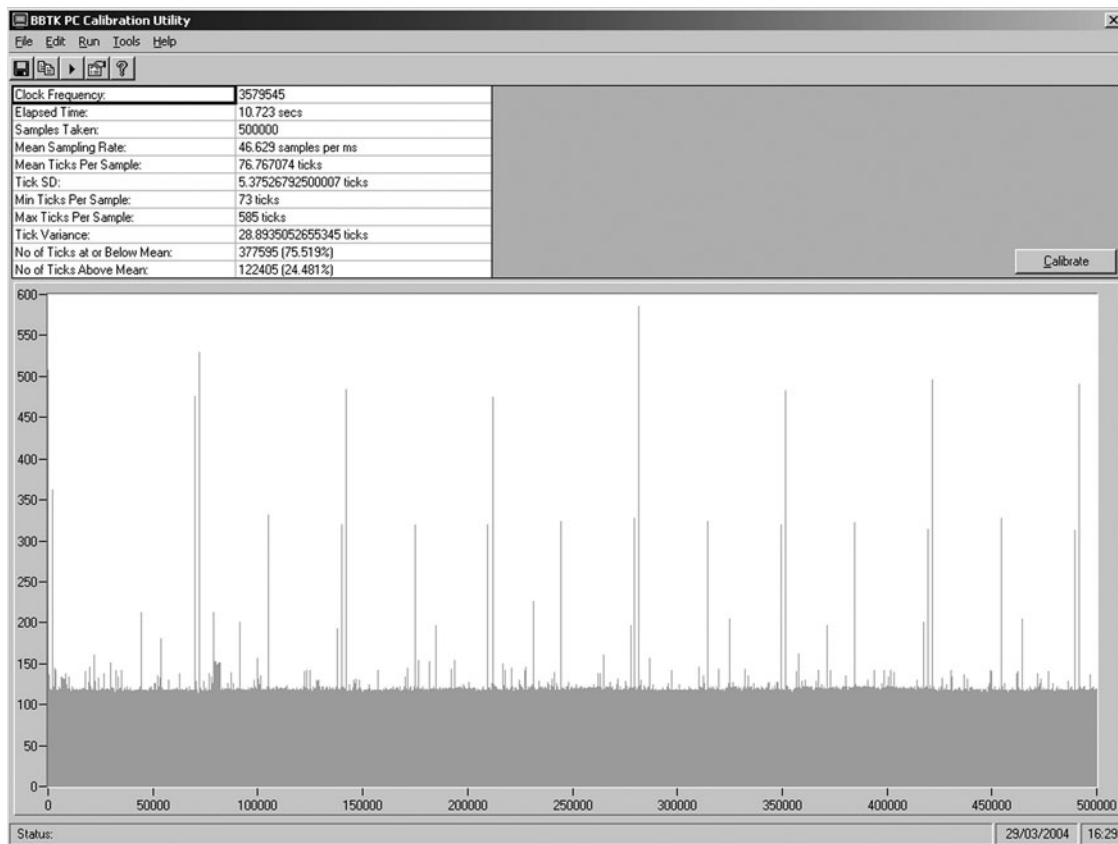 BBTK PC Calibration Utility
File Edit Run Tools Help
Clock Frequency: 3579545
Elapsed Time: 10.723 secs
Samples Taken: 500000
Mean Sampling Rate: 46.629 samples per ms
Mean Ticks Per Sample: 76.767074 ticks
Tick SD: 5.37526792500007 ticks
Min Ticks Per Sample: 73 ticks
Max Ticks Per Sample: 585 ticks
Tick Variance: 28.8935052655345 ticks
No of Ticks at or Below Mean: 377595 (75.519%)
No of Ticks Above Mean: 122405 (24.481%)
Calibrate
600
550
500
450
400
350
300
250
200
150
100
50
0
0 50000 100000 150000 200000 250000 300000 350000 400000 450000 500000
Status: 29/03/2004 16:29